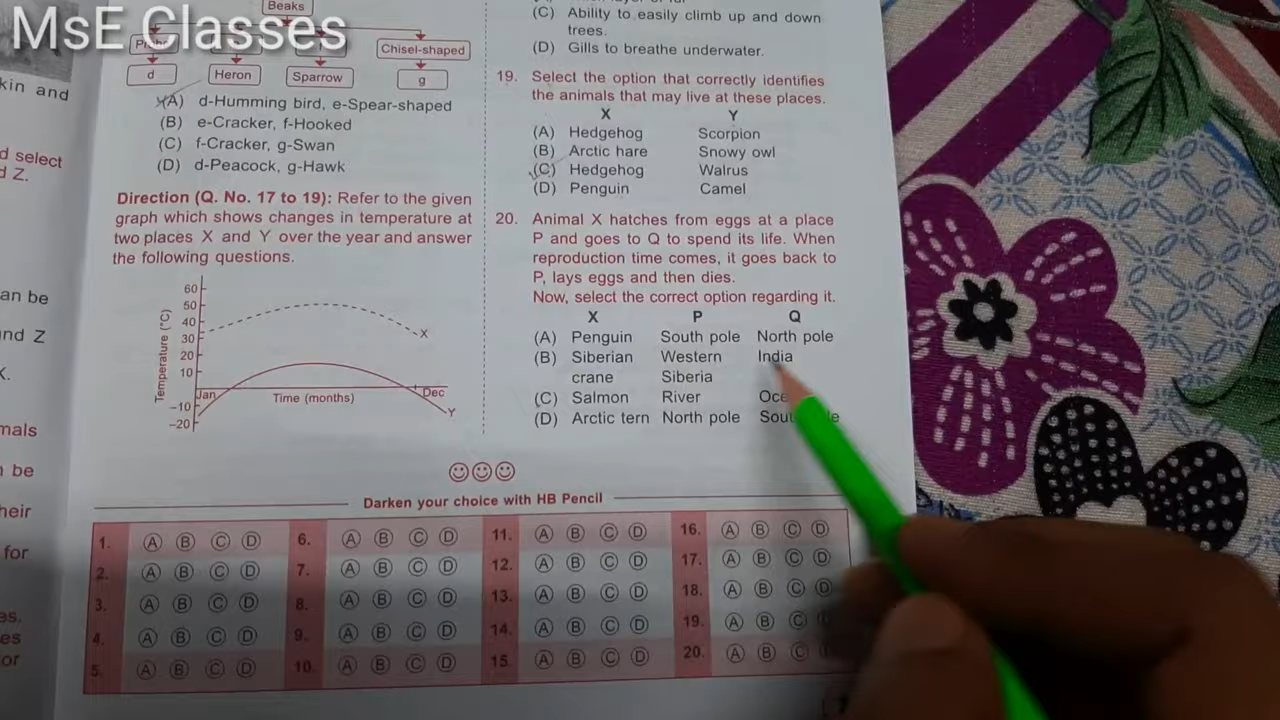 MsE Classes
Beaks
Chisel-shaped
d
Heron
Sparrow
g
(A) d-Humming bird, e-Spear-shaped
(B) e-Cracker, f-Hooked
(C) f-Cracker, g-Swan
(D) d-Peacock, g-Hawk
Direction (Q. No. 17 to 19): Refer to the given
graph which shows changes in temperature at
two places X and Y over the year and answer
the following questions.
60
50
40
30
20
10
-10
-20
Temperature (°C)
Jan
Time (months)
Dec
X
Y
kin and
d select
d Z.
an be
nd Z
mals
be
heir
for
es.
es
or
(C) Ability to easily climb up and down
trees.
(D) Gills to breathe underwater.
19. Select the option that correctly identifies
the animals that may live at these places.
X Y
(A) Hedgehog Scorpion
(B) Arctic hare Snowy owl
(C) Hedgehog Walrus
(D) Penguin Camel
20. Animal X hatches from eggs at a place
P and goes to Q to spend its life. When
reproduction time comes, it goes back to
P, lays eggs and then dies.
Now, select the correct option regarding it.
X P Q
(A) Penguin South pole North pole
(B) Siberian Western India
crane Siberia
(C) Salmon River
(D) Arctic tern North pole
Darken your choice with HB Pencil
1. A B C D 6. A B C D 11. A B C D 16. A B C D
2. A B C D 7. A B C D 12. A B C D 17. A B C D
3. A B C D 8. A B C D 13. A B C D 18. A B C D
4. A B C D 9. A B C D 14. A B C D 19. A B C
5. A B C D 10. A B C D 15. A B C D 20. A B C